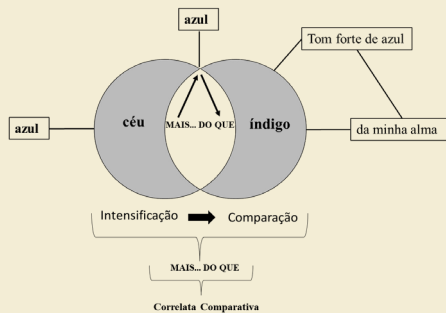 azul
Tom forte de azul
azul
céu
MAIS... DO QUE
índigo
da minha alma
Intensificação
Comparação
MAIS... DO QUE
Correlata Comparativa